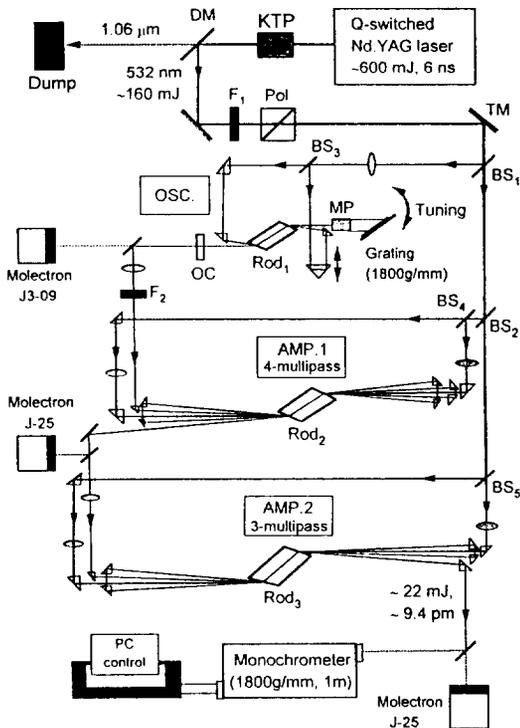 DM
KTP
Q-switched
Nd.YAG laser
~600 mJ, 6 ns
1.06 μm
Dump
532 nm
~160 mJ
F1
Pol
TM
BS3
BS1
OSC.
MP
Tuning
Grating
(1800g/mm)
Rod1
OC
Molectron
J3-09
F2
BS4
BS2
AMP.1
4-multipass
Rod2
Molectron
J-25
BS5
AMP.2
3-multipass
Rod3
~ 22 mJ,
~ 9.4 pm
PC
control
Monochrometer
(1800g/mm, 1m)
Molectron
J-25